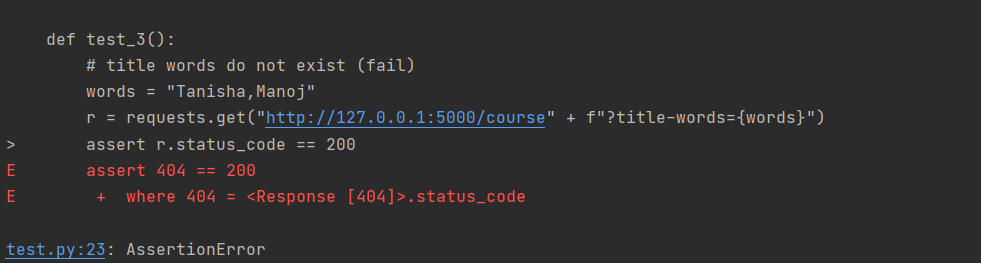 def test_3():
# title words do not exist (fail)
words = "Tanisha,Manoj"
r = requests.get("http://127.0.0.1:5000/course" + f"?title-words={words}")
> assert r.status_code == 200
E assert 404 == 200
E + where 404 = <Response [404]>.status_code
test.py:23: AssertionError